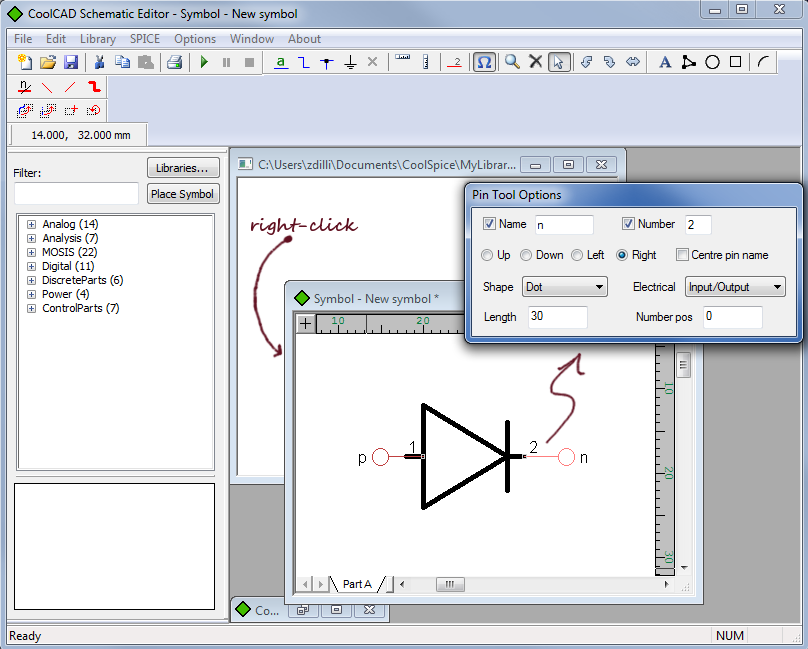 CoolCAD Schematic Editor - Symbol - New symbol
File Edit Library SPICE Options Window About
14.000, 32.000 mm
Filter:
Libraries...
Place Symbol
Analog (14)
Analysis (7)
MOSIS (22)
Digital (11)
DiscreteParts (6)
Power (4)
ControlParts (7)
C:\Users\zdilli\Documents\CoolSpice\MyLibrar...
right-click
Pin Tool Options
Name n Number 2
Up Down Left Right Centre pin name
Shape Dot Electrical Input/Output
Length 30 Number pos 0
Symbol - New symbol *
10 20
10
20
30
p 1 2 n
Part A
Co...
Ready NUM